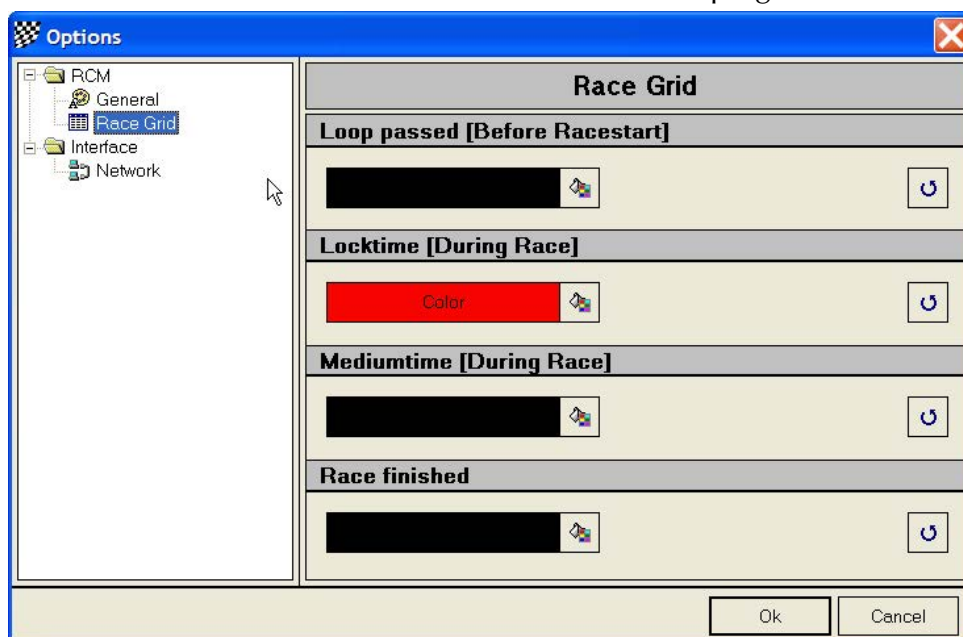 Options
RCM
General
Race Grid
Interface
Network
Race Grid
Loop passed [Before Racestart]
Locktime [During Race]
Color
Mediumtime [During Race]
Race finished
Ok
Cancel